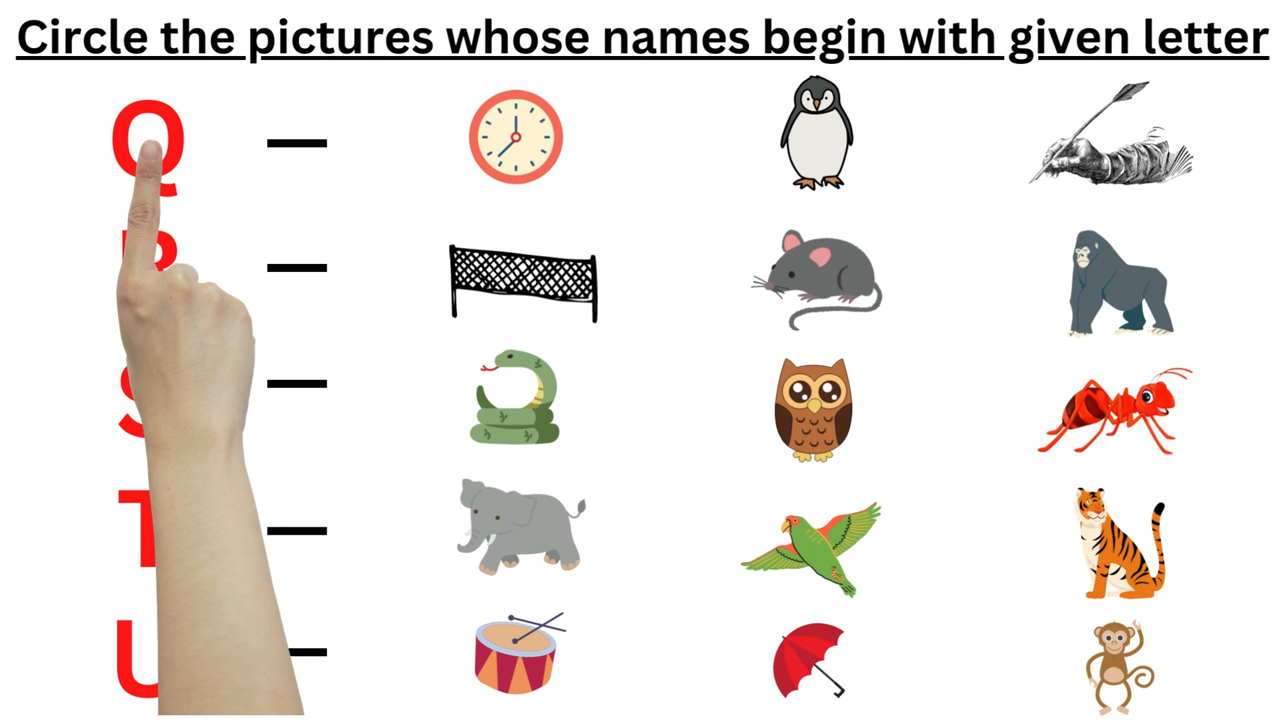 Circle the pictures whose names begin with given letter
Q –
R –
S –
T –
U –